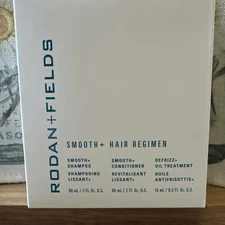 RODAN+FIELDS
SMOOTH+ HAIR REGIMEN
SMOOTH+
SHAMPOO
SHAMPOOING
LISSANT+
60 mL/ 2 Fl. Oz. U.S.
SMOOTH+
CONDITIONER
REVITALISANT
LISSANT+
60 mL/ 2 Fl. Oz. U.S.
DEFRIZZ+
OIL TREATMENT
HUILE
ANTIFRISOTTIS+
15 mL/ 0.5 Fl. Oz. U.S.